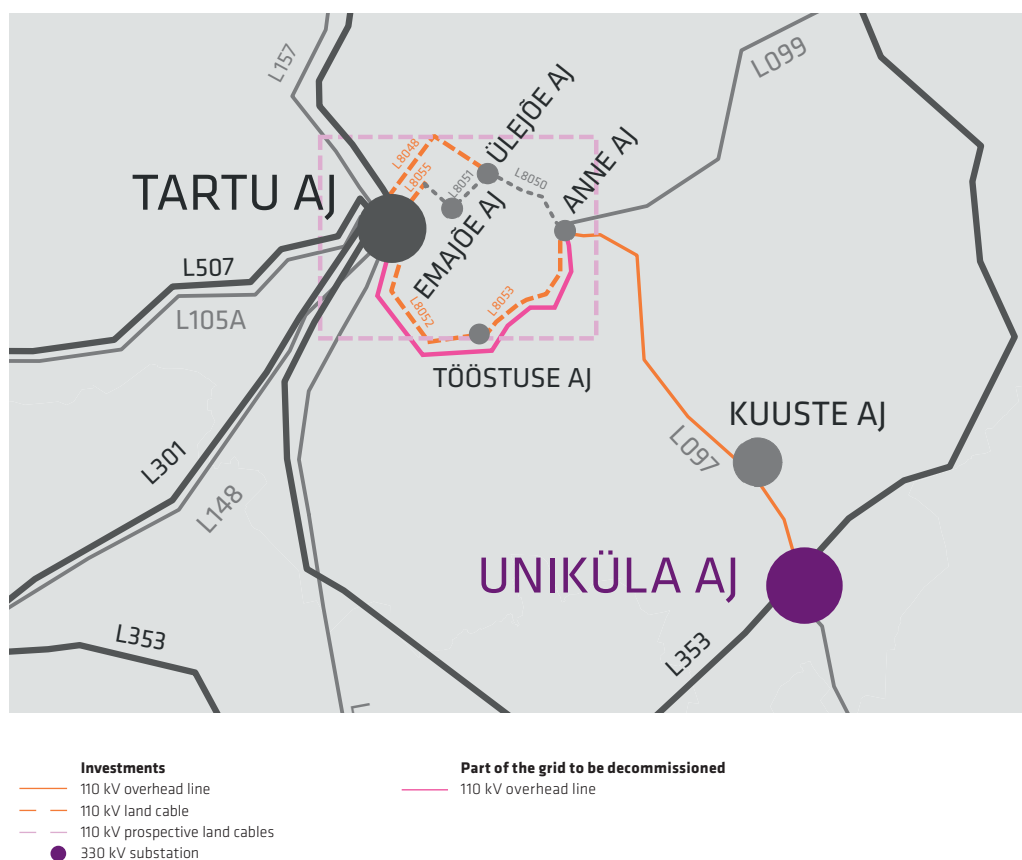 L157
L099
ÜLEJÕE AJ
L8048
L8055
L8051
L8050
ANNE AJ
TARTU AJ
EMAJÕE AJ
L507
L105A
L8052
L8053
TÖÖSTUSE AJ
KUUSTE AJ
L097
L301
L148
UNIKÜLA AJ
L353
L353
L
Investments
110 kV overhead line
110 kV land cable
110 kV prospective land cables
330 kV substation
Part of the grid to be decommissioned
110 kV overhead line